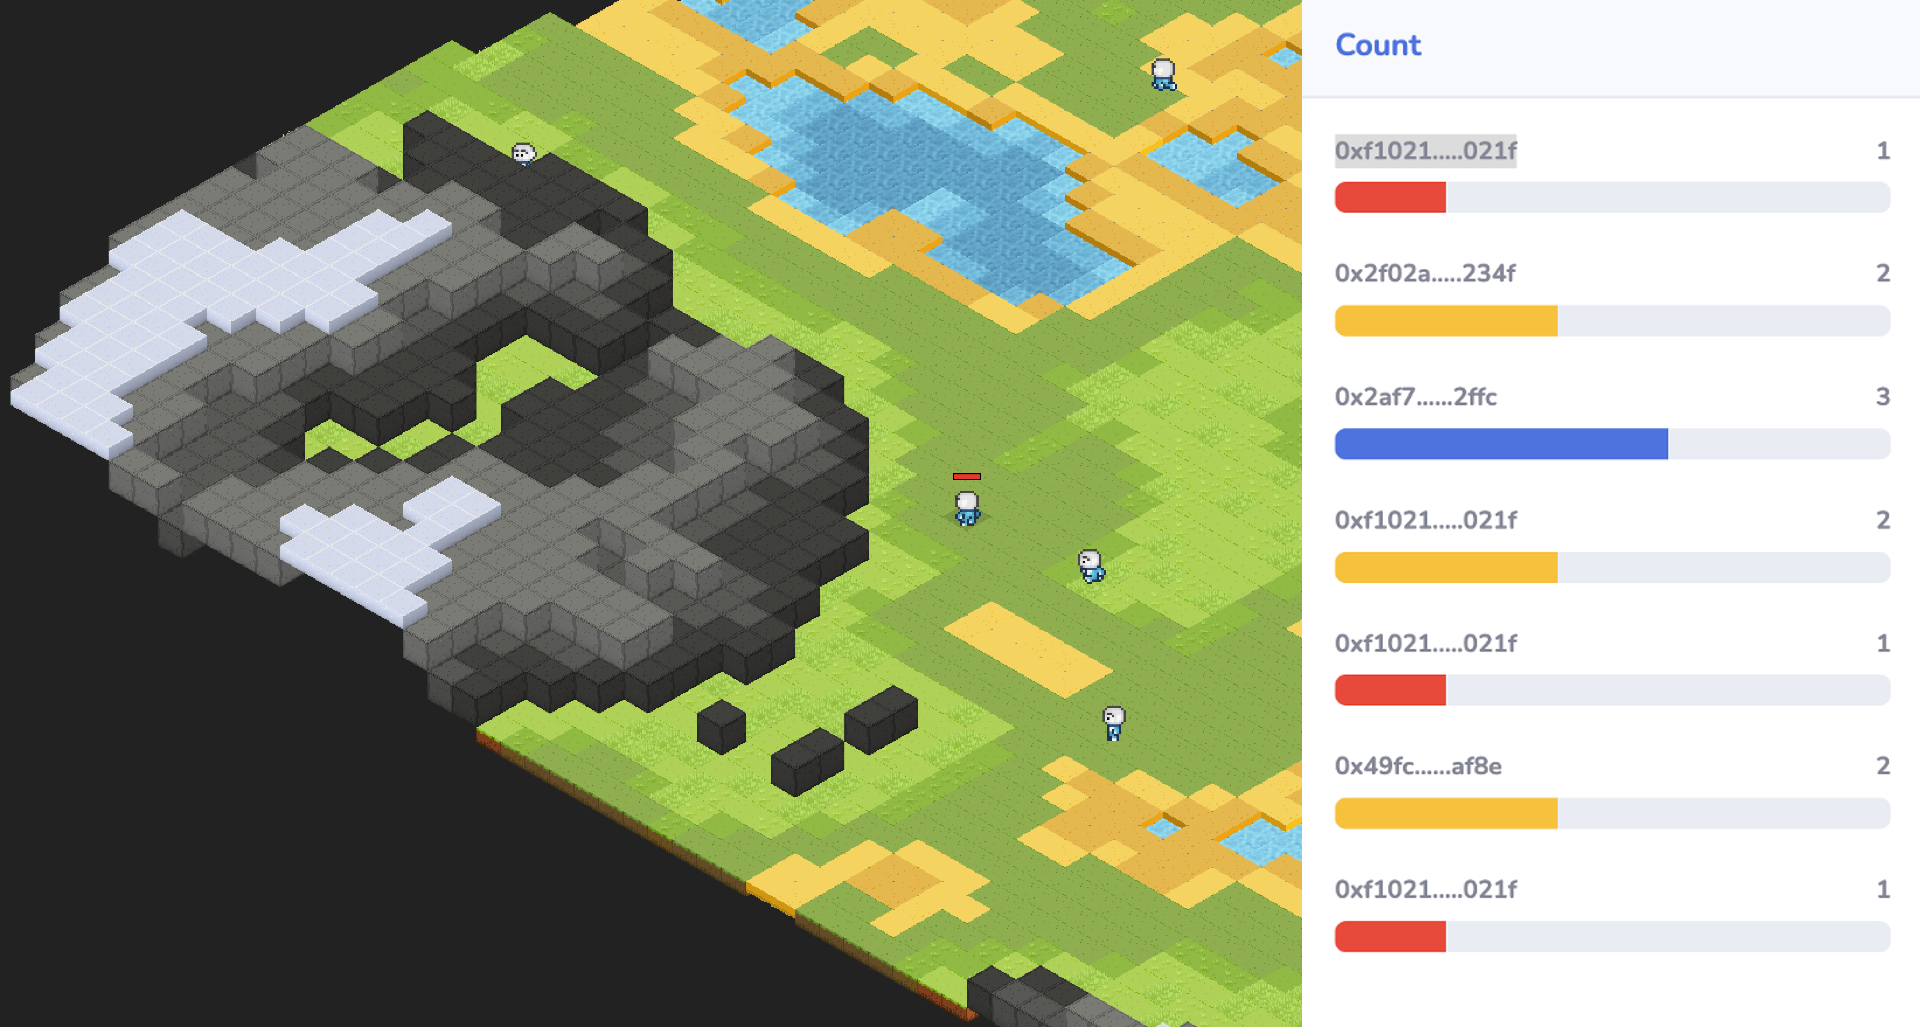 Count
0xf1021.....021f 1
0x2f02a.....234f 2
0x2af7......2ffc 3
0xf1021.....021f 2
0xf1021.....021f 1
0x49fc......af8e 2
0xf1021.....021f 1